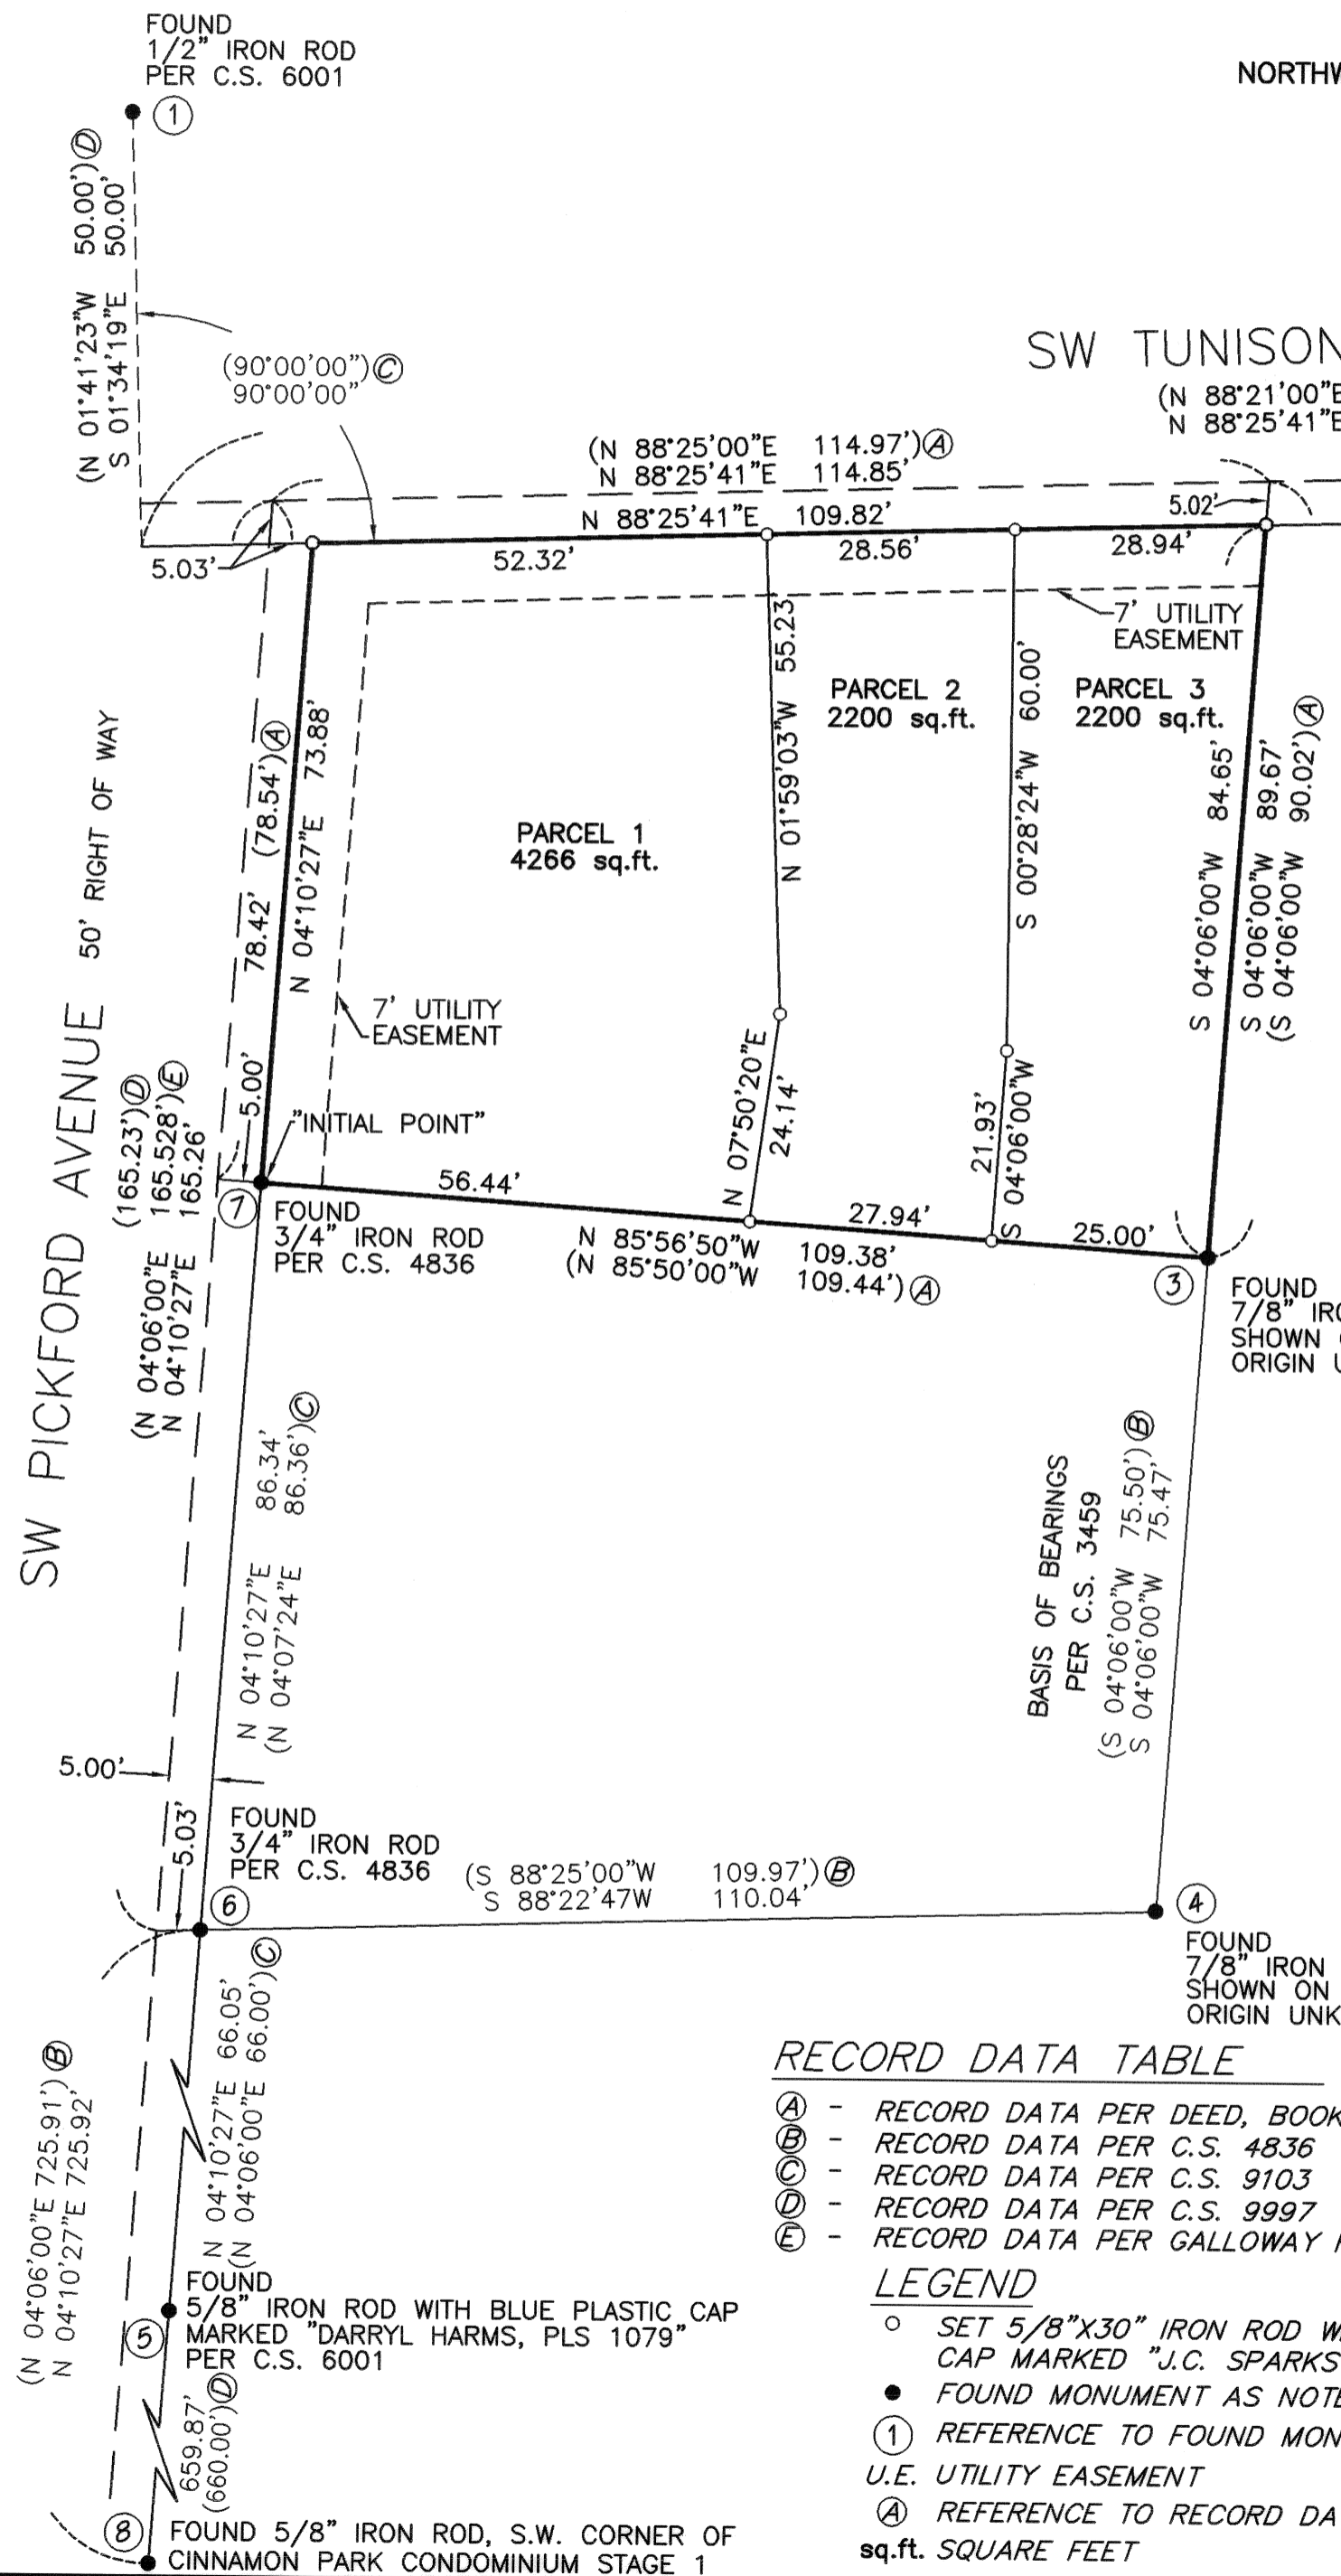 FOUND
1/2" IRON ROD
PER C.S. 6001
1
NORTHW
(N 01°41'23"W 50.00')Ⓓ
S 01°34'19"E 50.00'
(90°00'00")Ⓒ
90°00'00"
SW TUNISON
(N 88°21'00"E
N 88°25'41"E
(N 88°25'00"E 114.97')Ⓐ
N 88°25'41"E 114.85'
5.02'
N 88°25'41"E 109.82'
5.03'
52.32'
28.56'
28.94'
7' UTILITY
EASEMENT
N 01°59'03"W 55.23'
S 00°28'24"W 60.00'
PARCEL 2
2200 sq.ft.
PARCEL 3
2200 sq.ft.
PARCEL 1
4266 sq.ft.
78.42' (78.54')Ⓐ
N 04°10'27"E 73.88'
S 04°06'00"W 84.65'
S 04°06'00"W 89.67'
(S 04°06'00"W 90.02')Ⓐ
SW PICKFORD AVENUE 50' RIGHT OF WAY
7' UTILITY
EASEMENT
5.00'
"INITIAL POINT"
N 07°50'20"E
24.14'
21.93'
S 04°06'00"W
(165.23')Ⓓ
(N 04°06'00"E 165.528')Ⓔ
N 04°10'27"E 165.26'
7
56.44'
27.94'
25.00'
FOUND
3/4" IRON ROD
PER C.S. 4836
N 85°56'50"W 109.38'
(N 85°50'00"W 109.44')Ⓐ
3
FOUND
7/8" IRO
SHOWN
ORIGIN U
N 04°10'27"E 86.34'
(N 04°07'24"E 86.36')Ⓒ
BASIS OF BEARINGS
PER C.S. 3459
(S 04°06'00"W 75.50')Ⓑ
S 04°06'00"W 75.47'
5.00'
5.03'
FOUND
3/4" IRON ROD
PER C.S. 4836
6
(S 88°25'00"W 109.97')Ⓑ
S 88°22'47W 110.04'
4
FOUND
7/8" IRON
SHOWN ON
ORIGIN UNK
N 04°10'27"E 66.05'
(N 04°06'00"E 66.00')Ⓒ
(N 04°06'00"E 725.91')Ⓑ
N 04°10'27"E 725.92'
RECORD DATA TABLE
Ⓐ - RECORD DATA PER DEED, BOOK
Ⓑ - RECORD DATA PER C.S. 4836
Ⓒ - RECORD DATA PER C.S. 9103
Ⓓ - RECORD DATA PER C.S. 9997
Ⓔ - RECORD DATA PER GALLOWAY
FOUND
5/8" IRON ROD WITH BLUE PLASTIC CAP
MARKED "DARRYL HARMS, PLS 1079"
PER C.S. 6001
5
659.87'
(660.00')Ⓓ
8
FOUND 5/8" IRON ROD, S.W. CORNER OF
CINNAMON PARK CONDOMINIUM STAGE 1
LEGEND
○ SET 5/8"X30" IRON ROD W
CAP MARKED "J.C. SPARKS
● FOUND MONUMENT AS NOTE
① REFERENCE TO FOUND MON
U.E. UTILITY EASEMENT
Ⓐ REFERENCE TO RECORD DA
sq.ft. SQUARE FEET